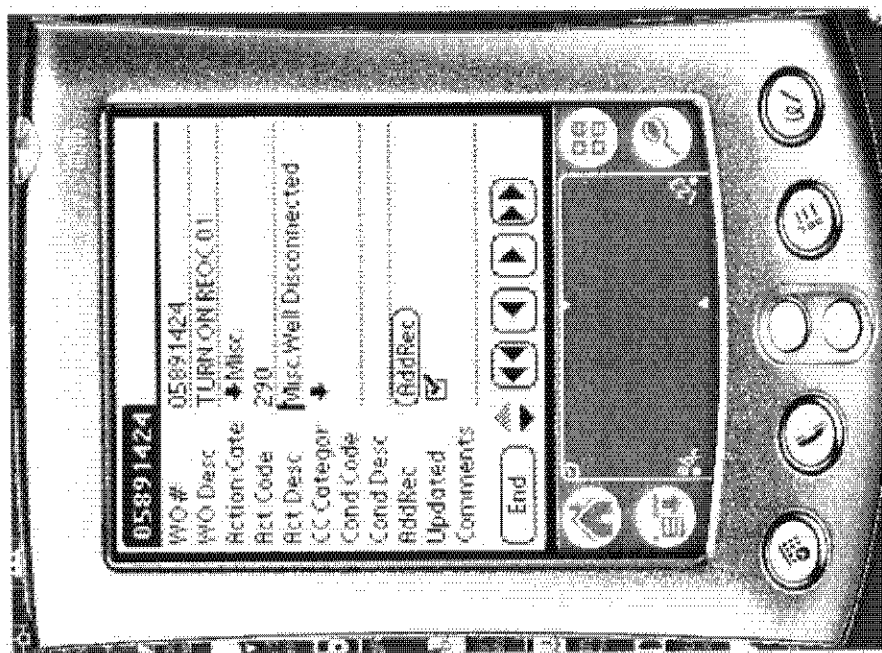 05891424
WO # 05891424
WO Desc TURN ON REOC 01
Action Cate Misc
Act Code 290
Act Desc Misc Well Disconnected
CC Categor
Cond Code
Cond Desc
AddRec AddRec
Updated
Comments
End